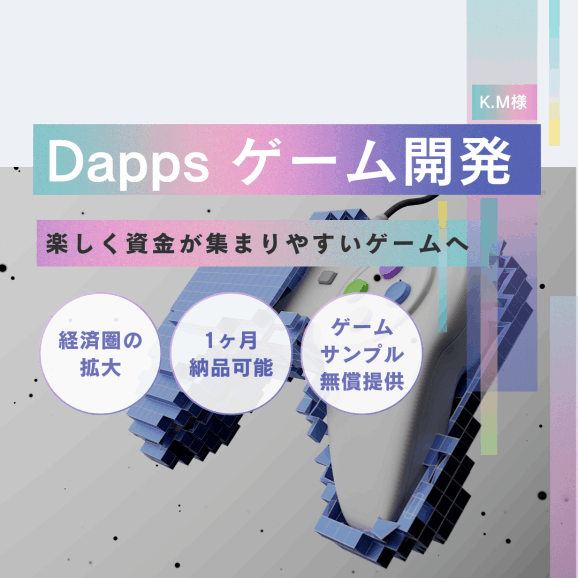 K.M様
Dapps ゲーム開発
楽しく資金が集まりやすいゲームへ
経済圏の
拡大
1ヶ月
納品可能
ゲーム
サンプル
無償提供